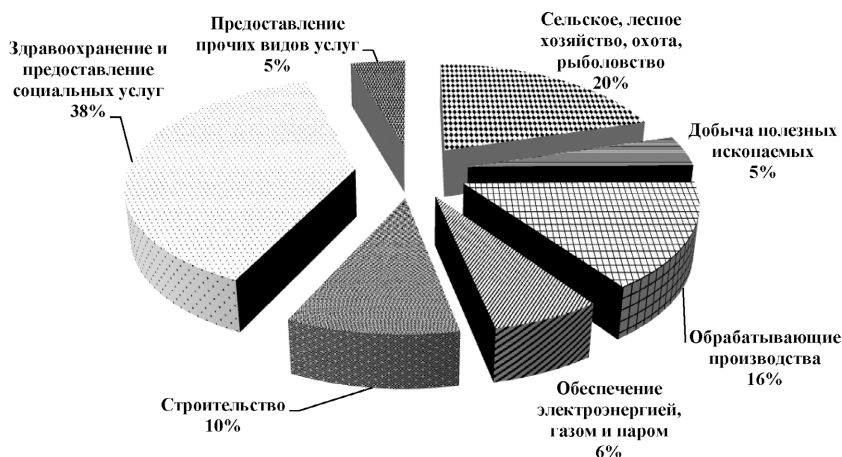 Предоставление
прочих видов услуг
5%
Сельское, лесное
хозяйство, охота,
рыболовство
20%
Здравоохранение и
предоставление
социальных услуг
38%
Добыча полезных
ископаемых
5%
Обрабатывающие
производства
16%
Обеспечение
электроэнергией,
газом и паром
6%
Строительство
10%